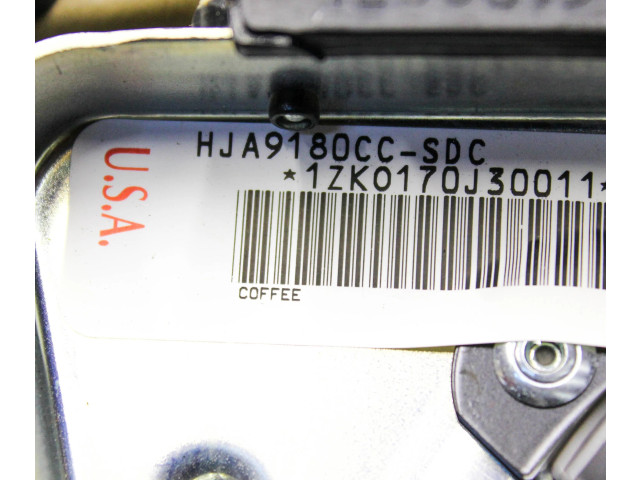 HJA9180CC-SDC
*1ZK0170J30011*
COFFEE
U.S.A.